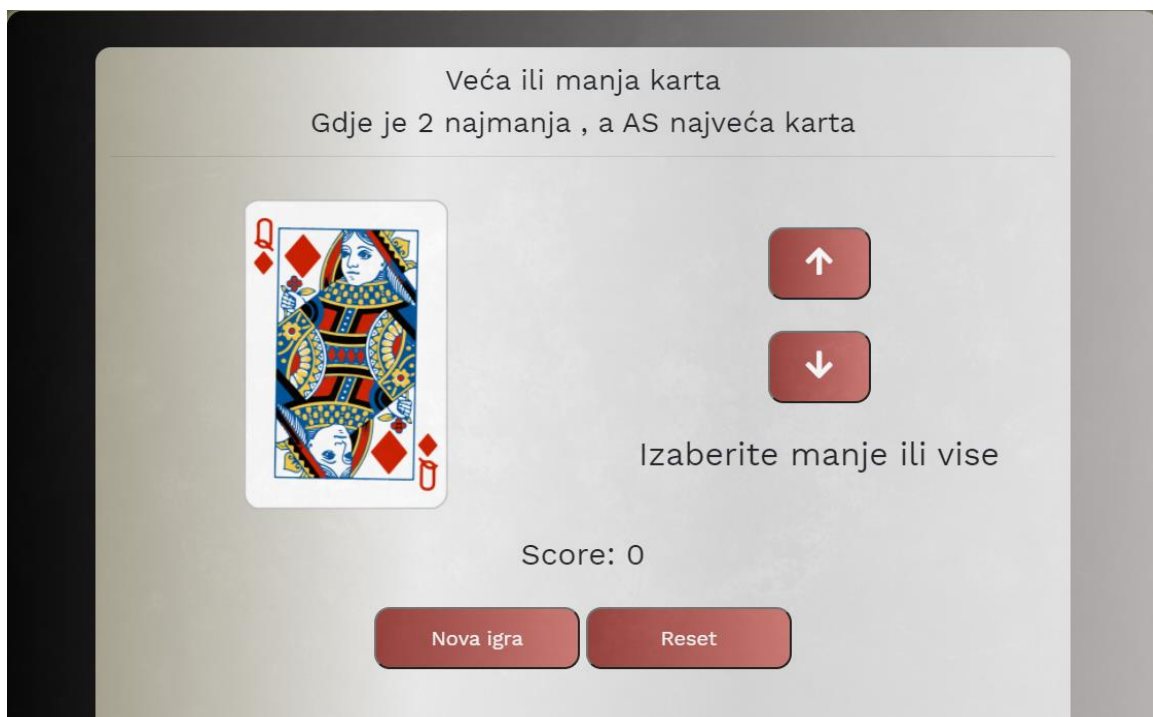 Veća ili manja karta
Gdje je 2 najmanja , a AS najveća karta
Q
Q
Izaberite manje ili vise
Score: 0
Nova igra
Reset